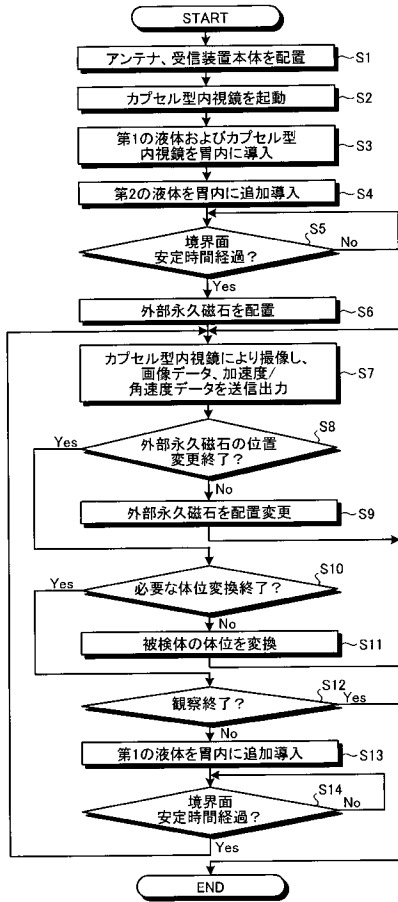 START
アンテナ、受信装置本体を配置
S1
カプセル型内視鏡を起動
S2
第1の液体およびカプセル型
内視鏡を胃内に導入
S3
第2の液体を胃内に追加導入
S4
境界面
安定時間経過？
S5
No
Yes
外部永久磁石を配置
S6
カプセル型内視鏡により撮像し、
画像データ、加速度/
角速度データを送信出力
S7
外部永久磁石の位置
変更終了？
S8
Yes
No
外部永久磁石を配置変更
S9
必要な体位変換終了？
S10
Yes
No
被検体の体位を変換
S11
観察終了？
S12
Yes
No
第1の液体を胃内に追加導入
S13
境界面
安定時間経過？
S14
No
Yes
END